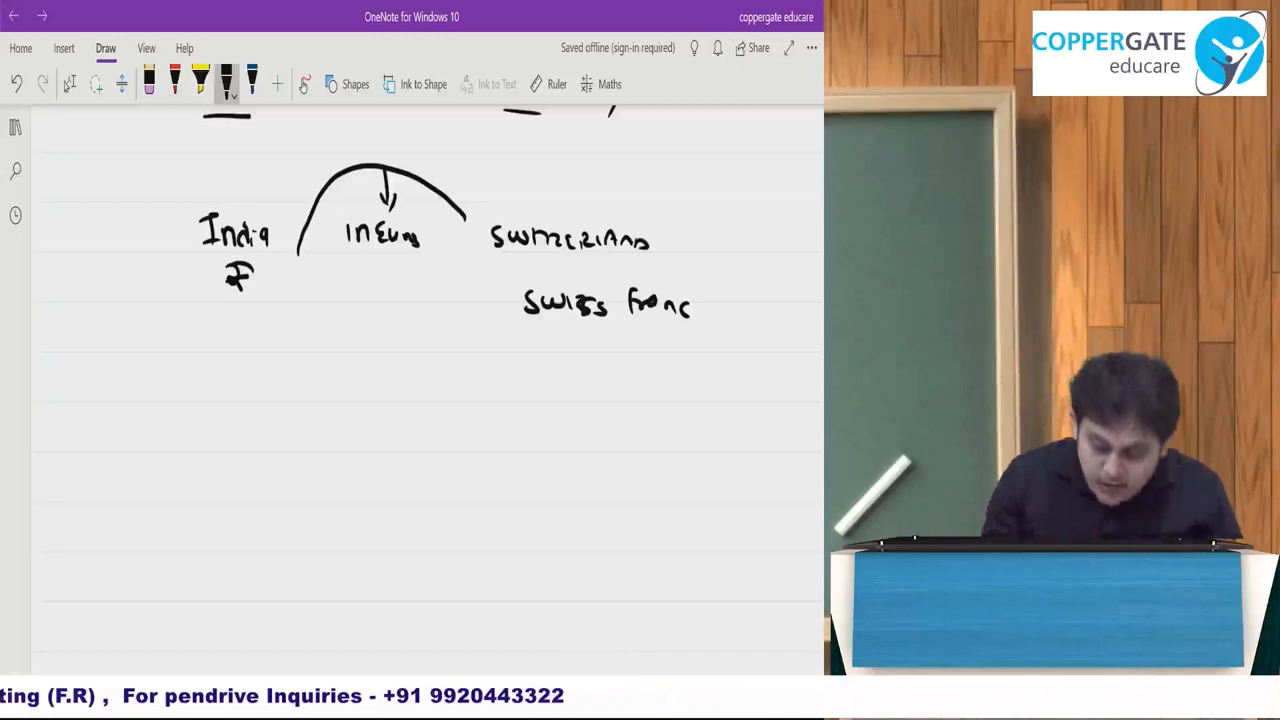 OneNote for Windows 10
coppergate educare
Home Insert Draw View Help
Saved offline (sign-in required)
Share
Shapes
Ink to Shape
Ink to Text
Ruler
Maths
COPPERGATE
educare
India
SWITZERLAND
₹
SWISS Franc
ting (F.R) , For pendrive Inquiries - +91 9920443322